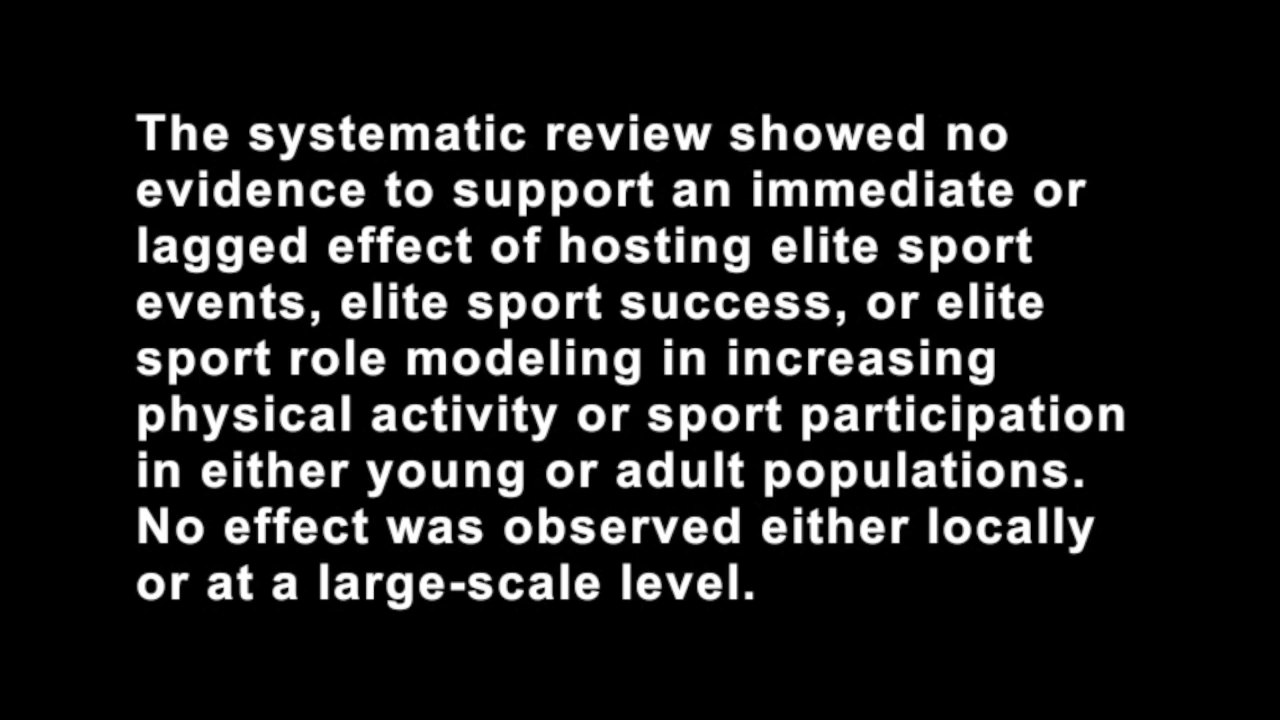 The systematic review showed no
evidence to support an immediate or
lagged effect of hosting elite sport
events, elite sport success, or elite
sport role modeling in increasing
physical activity or sport participation
in either young or adult populations.
No effect was observed either locally
or at a large-scale level.